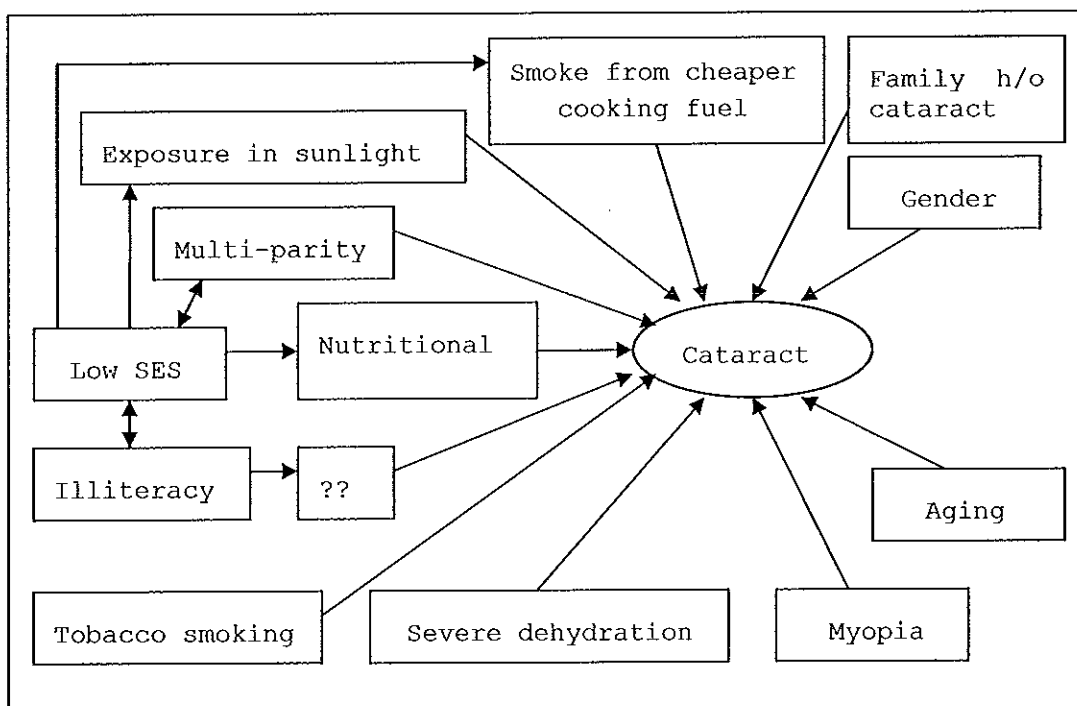 Smoke from cheaper
cooking fuel
Family h/o
cataract
Exposure in sunlight
Gender
Multi-parity
Nutritional
Low SES
Cataract
Illiteracy
??
Aging
Tobacco smoking
Severe dehydration
Myopia